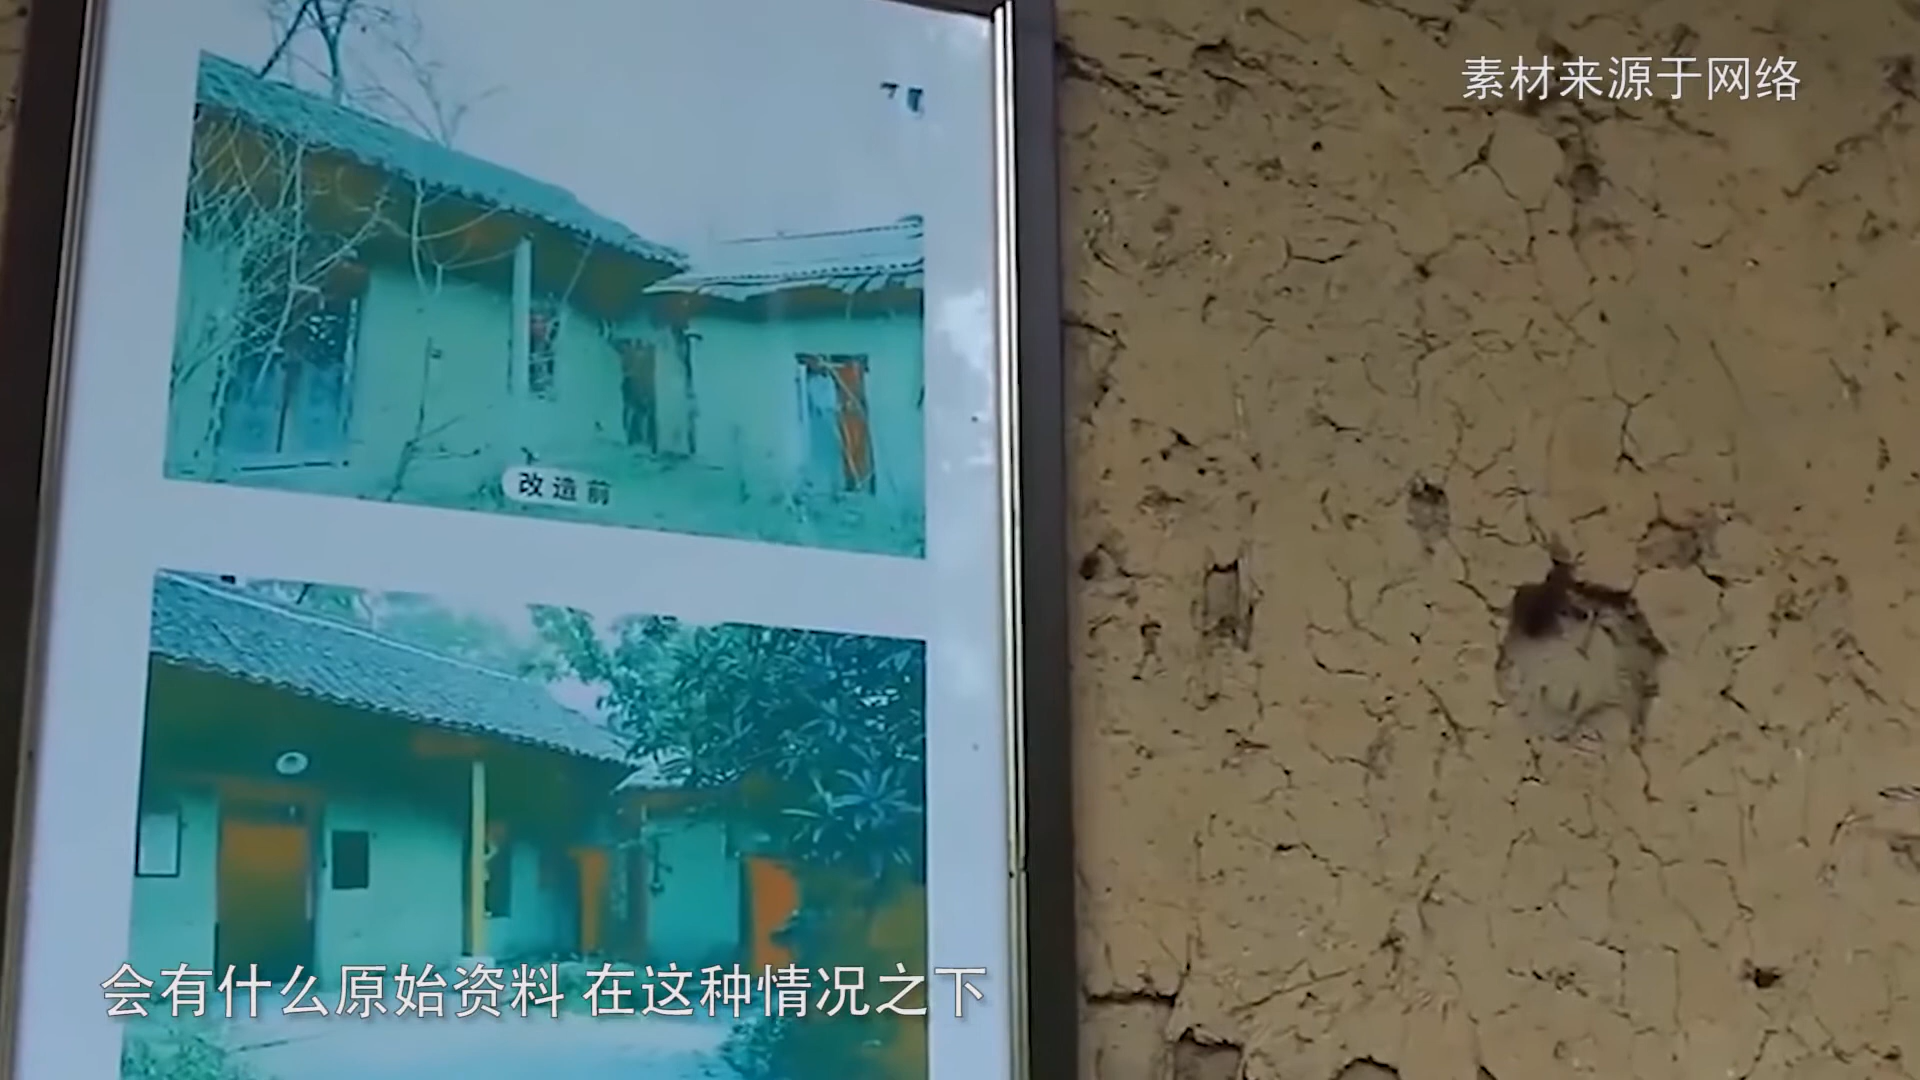 素材来源于网络
改造前
会有什么原始资料 在这种情况之下